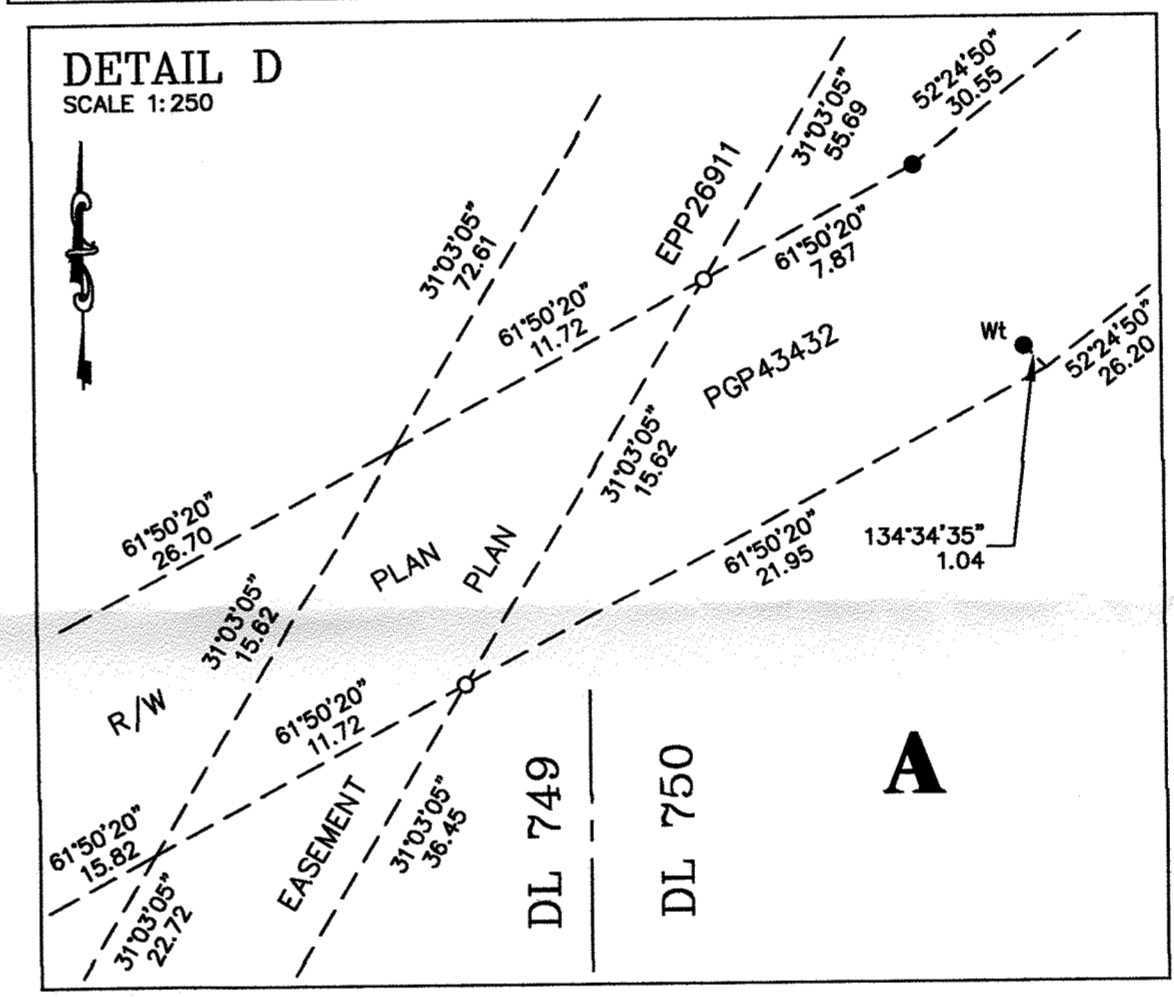 DETAIL D
SCALE 1:250
31°03'05"
55.69
52°24'50"
30.55
EPP26911
31°03'05"
72.61
61°50'20"
7.87
61°50'20"
11.72
Wt
52°24'50"
26.20
PGP43432
31°03'05"
15.62
61°50'20"
26.70
134°34'35"
1.04
61°50'20"
21.95
PLAN
PLAN
31°03'05"
15.62
R/W
61°50'20"
11.72
DL 749
DL 750
A
61°50'20"
15.82
EASEMENT
31°03'05"
36.45
31°03'05"
22.72